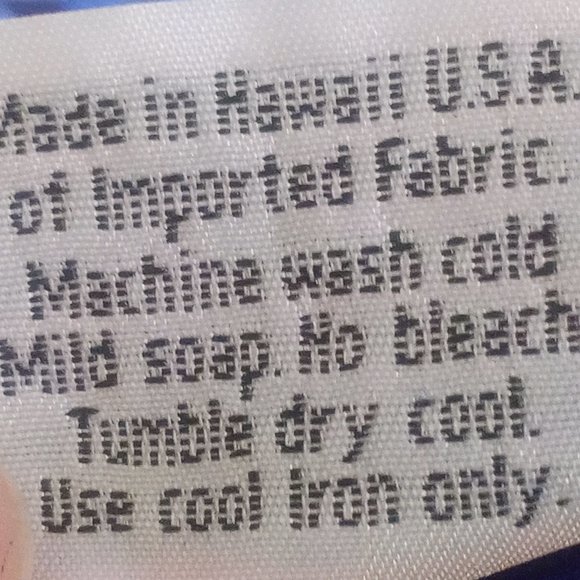 Made in Hawaii U.S.A.
of Imported Fabric.
Machine wash cold
Mild soap. No bleach
Tumble dry cool.
Use cool iron only.